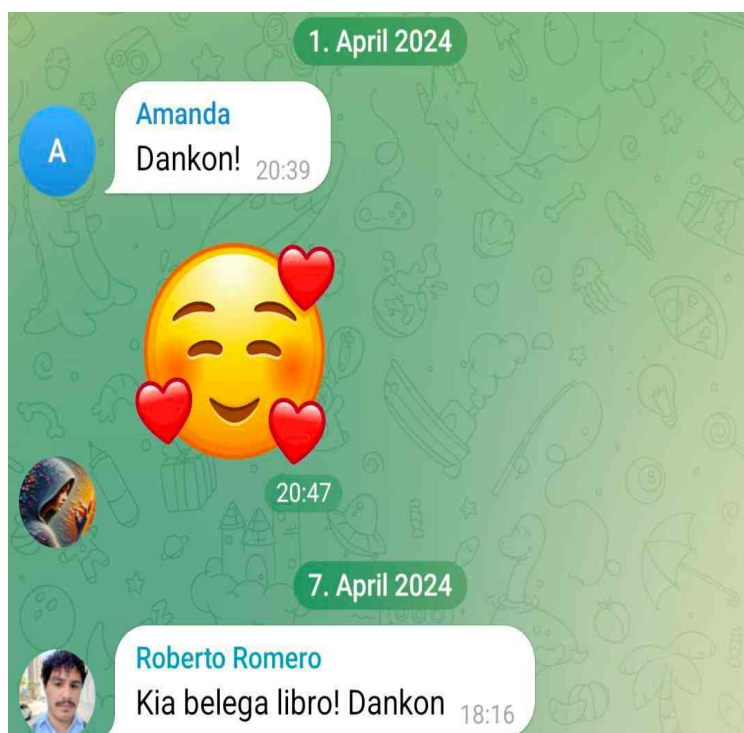 1. April 2024
Amanda
A
Dankon! 20:39
20:47
7. April 2024
Roberto Romero
Kia belega libro! Dankon 18:16